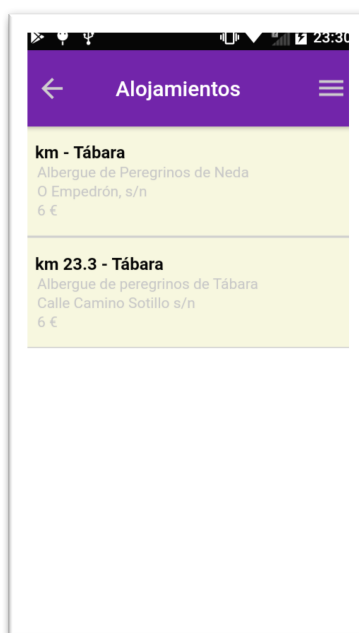 23:30
Alojamientos
km - Tábara
Albergue de Peregrinos de Neda
O Empedrón, s/n
6 €
km 23.3 - Tábara
Albergue de peregrinos de Tábara
Calle Camino Sotillo s/n
6 €